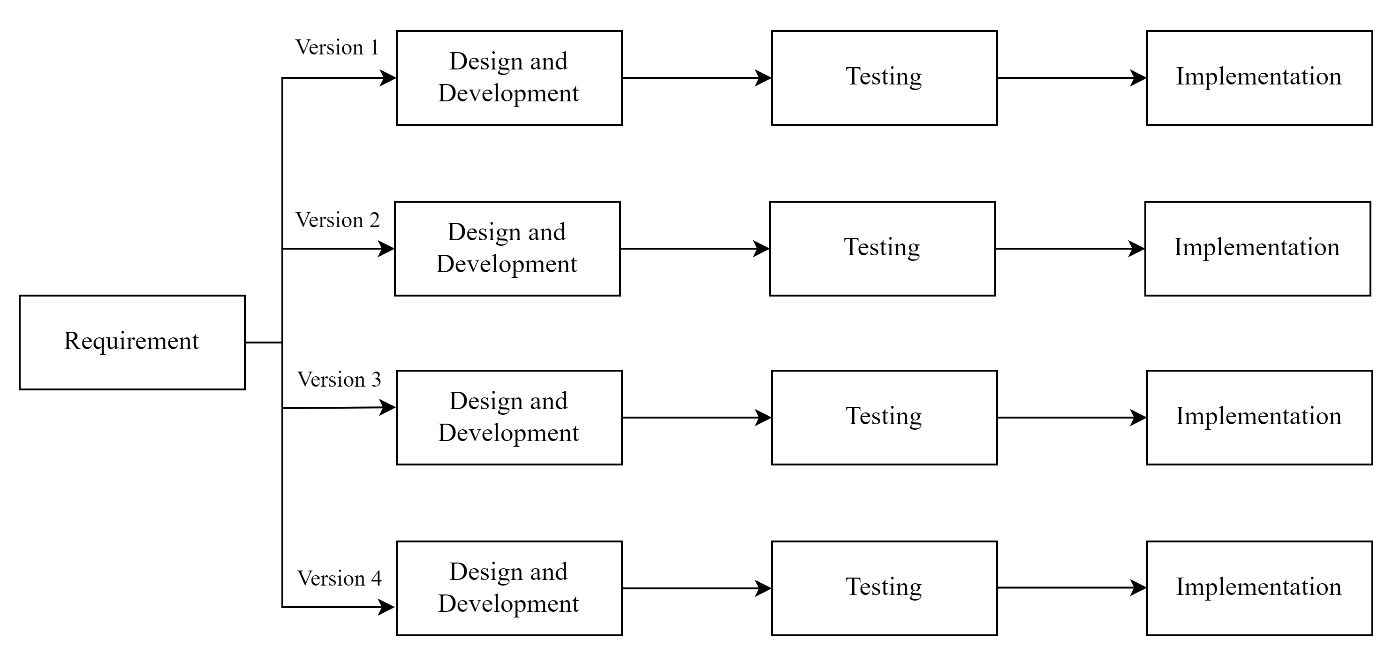 Version 1
Design and
Development
Testing
Implementation
Version 2
Design and
Development
Testing
Implementation
Requirement
Version 3
Design and
Development
Testing
Implementation
Version 4
Design and
Development
Testing
Implementation